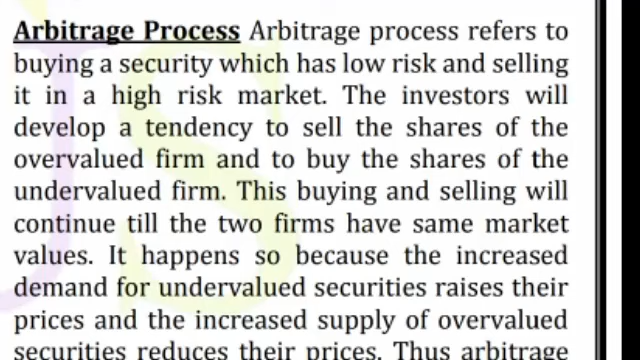 Arbitrage Process Arbitrage process refers to
buying a security which has low risk and selling
it in a high risk market. The investors will
develop a tendency to sell the shares of the
overvalued firm and to buy the shares of the
undervalued firm. This buying and selling will
continue till the two firms have same market
values. It happens so because the increased
demand for undervalued securities raises their
prices and the increased supply of overvalued
securities reduces their prices. Thus arbitrage